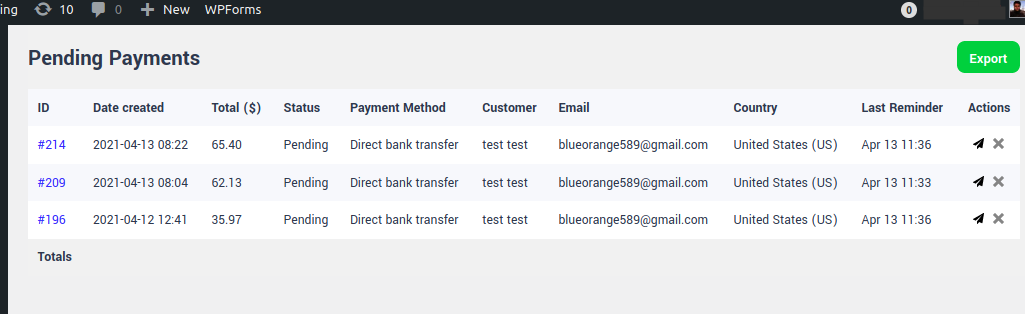 ing 10 0 New WPForms 0
Pending Payments Export
ID Date created Total ($) Status Payment Method Customer Email Country Last Reminder Actions
#214 2021-04-13 08:22 65.40 Pending Direct bank transfer test test blueorange589@gmail.com United States (US) Apr 13 11:36
#209 2021-04-13 08:04 62.13 Pending Direct bank transfer test test blueorange589@gmail.com United States (US) Apr 13 11:33
#196 2021-04-12 12:41 35.97 Pending Direct bank transfer test test blueorange589@gmail.com United States (US) Apr 13 11:36
Totals